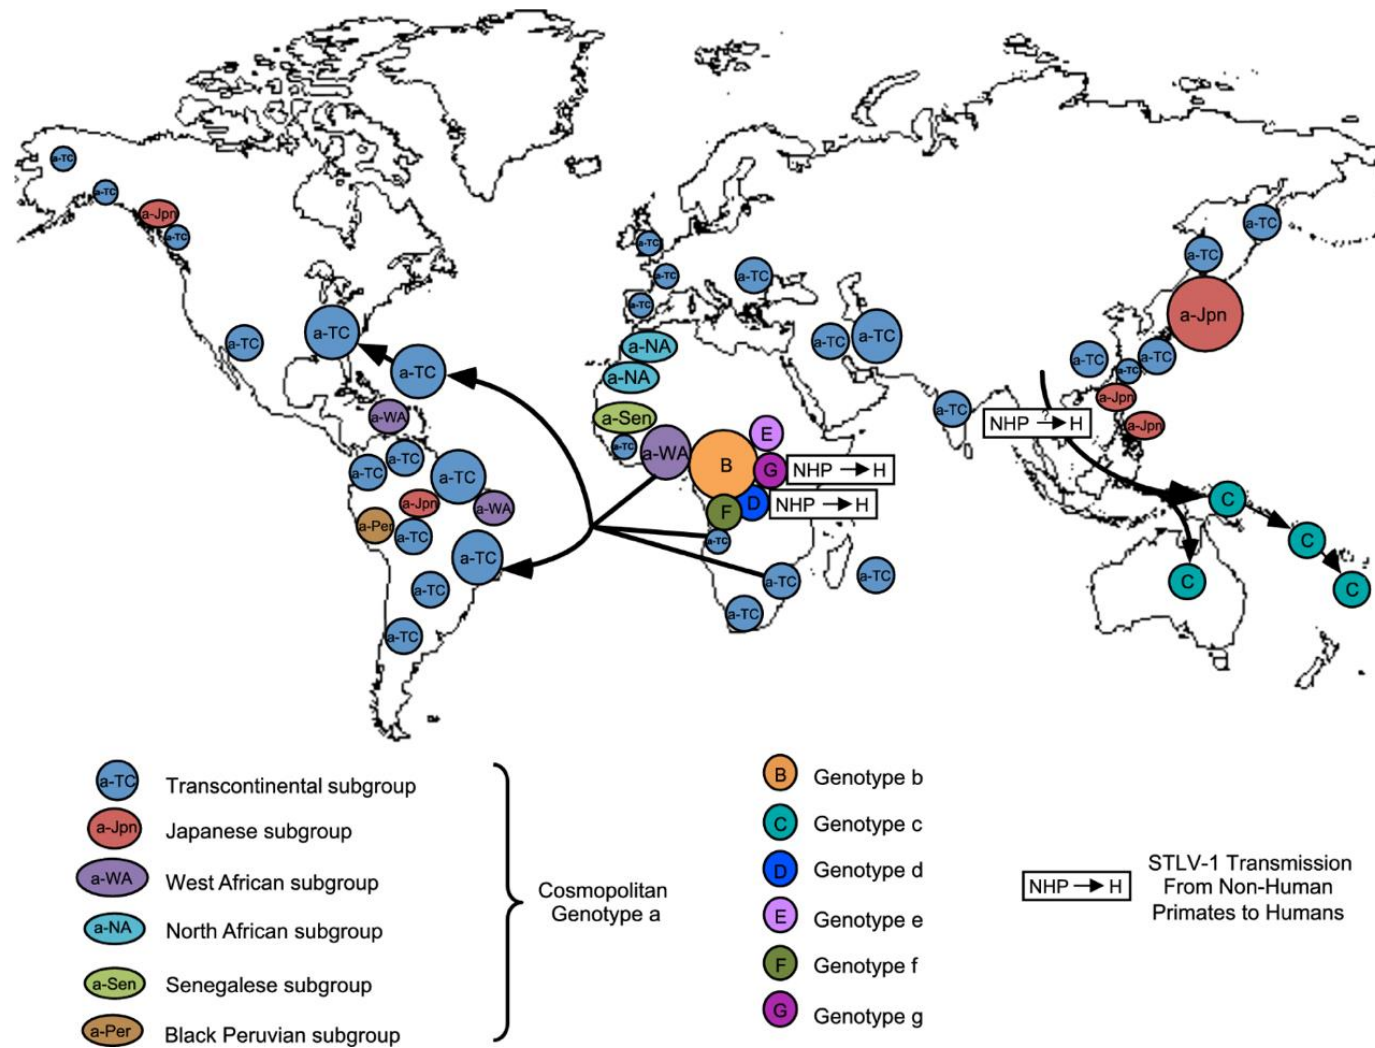 a-TC
a-TC
a-Jpn
a-TC
a-TC
a-TC
a-TC
a-WA
a-TC
a-TC
a-TC
a-Jpn
a-WA
a-Per
a-TC
a-TC
a-TC
a-TC
a-TC
a-TC
a-TC
a-TC
a-NA
a-NA
a-Sen
a-TC
a-WA
B
E
G
NHP → H
D
NHP → H
F
a-TC
a-TC
a-TC
a-TC
a-TC
a-TC
a-TC
a-TC
a-TC
a-Jpn
a-TC
a-TC
a-TC
a-Jpn
a-Jpn
?
NHP → H
C
C
C
C
a-TC Transcontinental subgroup
a-Jpn Japanese subgroup
a-WA West African subgroup
a-NA North African subgroup
a-Sen Senegalese subgroup
a-Per Black Peruvian subgroup
Cosmopolitan
Genotype a
B Genotype b
C Genotype c
D Genotype d
E Genotype e
F Genotype f
G Genotype g
NHP → H
STLV-1 Transmission
From Non-Human
Primates to Humans